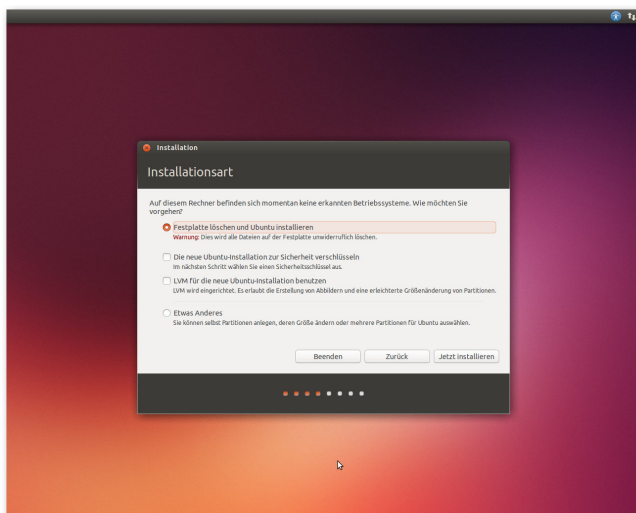 Installation
Installationsart
Auf diesem Rechner befinden sich momentan keine erkannten Betriebssysteme. Wie möchten Sie
vorgehen?
Festplatte löschen und Ubuntu installieren
Warnung: Dies wird alle Dateien auf der Festplatte unwiderruflich löschen.
Die neue Ubuntu-Installation zur Sicherheit verschlüsseln
Im nächsten Schritt wählen Sie einen Sicherheitsschlüssel aus.
LVM für die neue Ubuntu-Installation benutzen
LVM wird eingerichtet. Es erlaubt die Erstellung von Abbildern und eine erleichterte Größenänderung von Partitionen.
Etwas Anderes
Sie können selbst Partitionen anlegen, deren Größe ändern oder mehrere Partitionen für Ubuntu auswählen.
Beenden
Zurück
Jetzt installieren